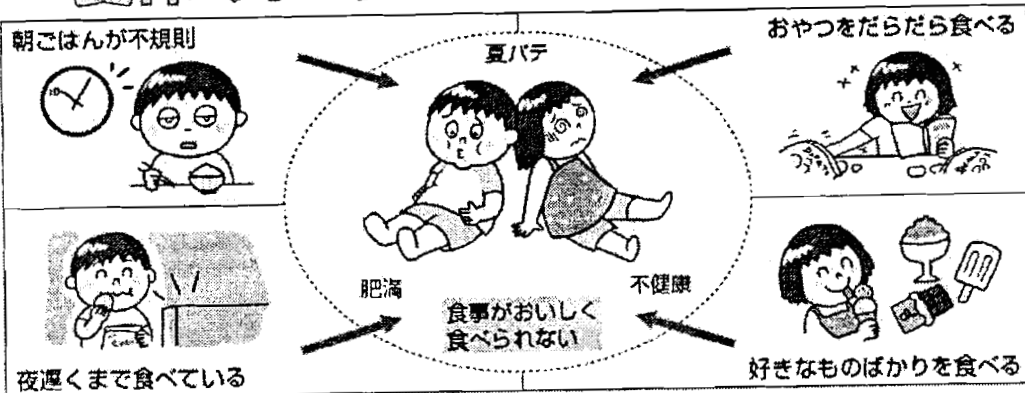 朝ごはんが不規則
おやつをだらだら食べる
夏バテ
肥満
不健康
食事がおいしく
食べられない
夜遅くまで食べている
好きなものばかりを食べる